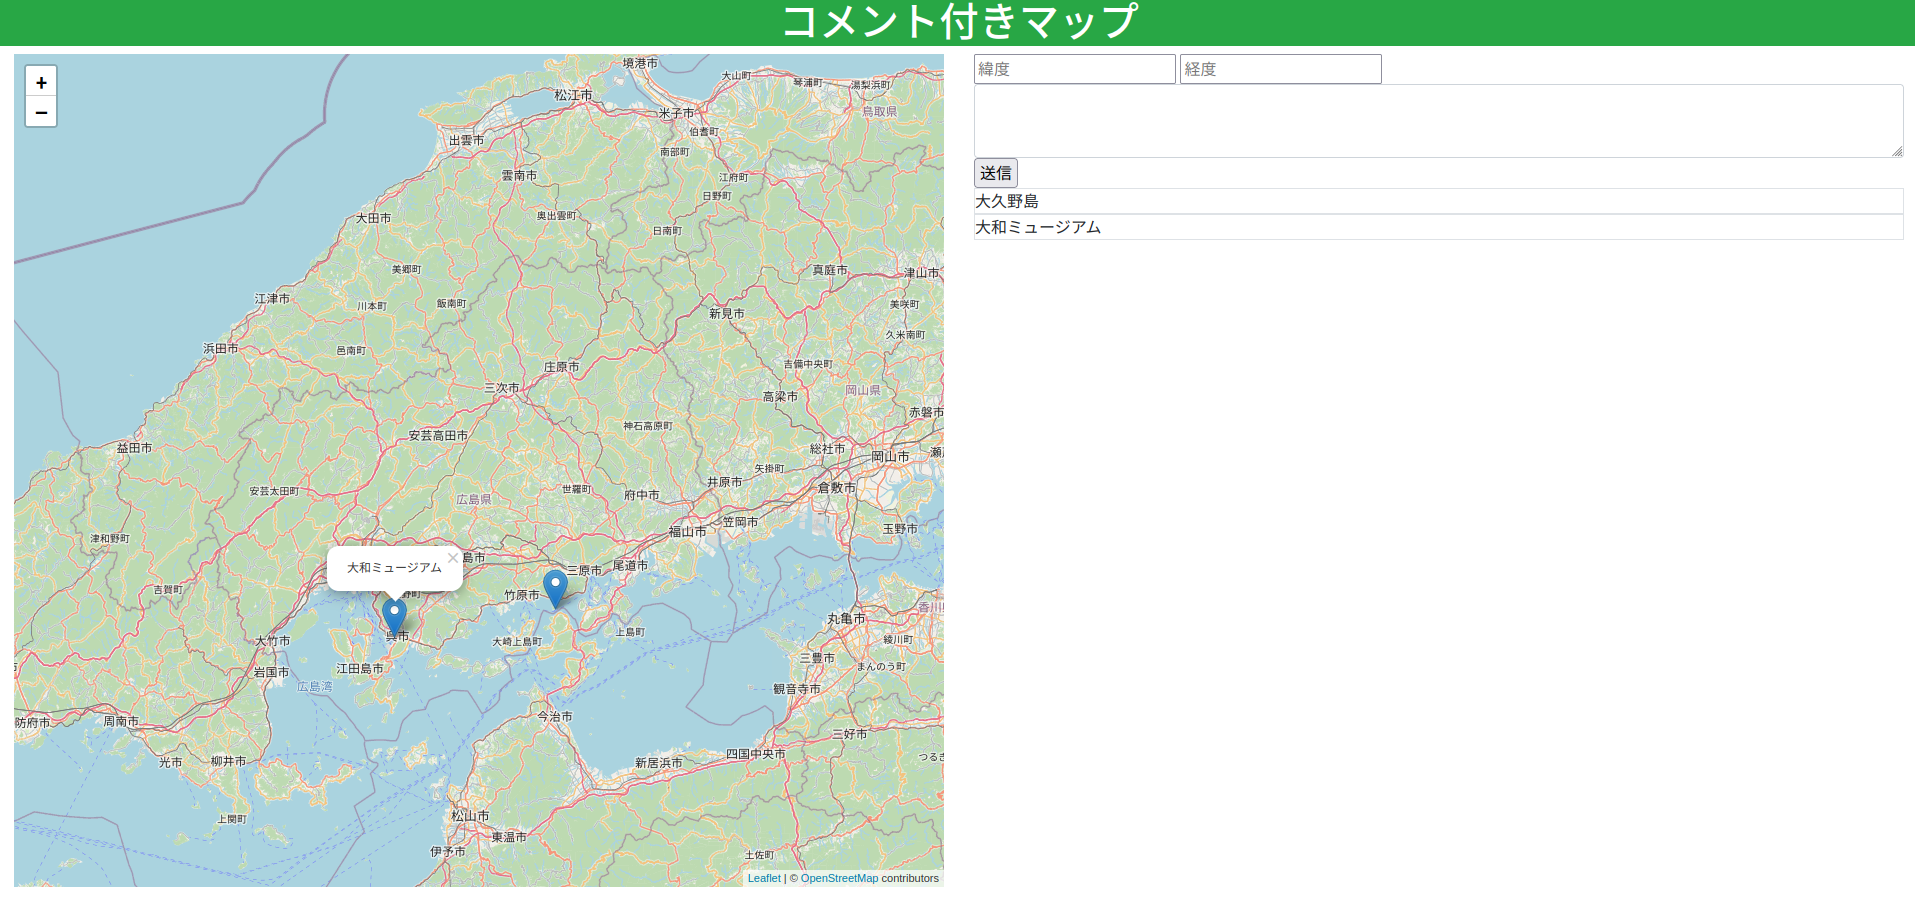 コメント付きマップ
+
−
境港市
大山町
琴浦町
湯梨浜町
松江市
米子市
鳥取県
伯耆町
出雲市
南部町
雲南市
江府町
日野町
大田市
奥出雲町
日南町
美郷町
真庭市
津山市
江津市
川本町
飯南町
美咲町
新見市
久米南町
浜田市
邑南町
庄原市
吉備中央町
三次市
高梁市
岡山県
赤磐市
安芸高田市
神石高原町
益田市
総社市
岡山市
矢掛町
安芸太田町
広島県
世羅町
府中市
井原市
倉敷市
笠岡市
福山市
玉野市
津和野町
大和ミュージアム
×
島市
三原市
尾道市
吉賀町
野町
竹原市
香川県
丸亀市
呉市
大竹市
大崎上島町
上島町
綾川町
三豊市
まんのう町
岩国市
江田島市
広島湾
観音寺市
防府市
周南市
今治市
三好市
光市
柳井市
新居浜市
四国中央市
つるぎ
上関町
松山市
東温市
伊予市
土佐町
Leaflet | © OpenStreetMap contributors
緯度 経度
送信
大久野島
大和ミュージアム